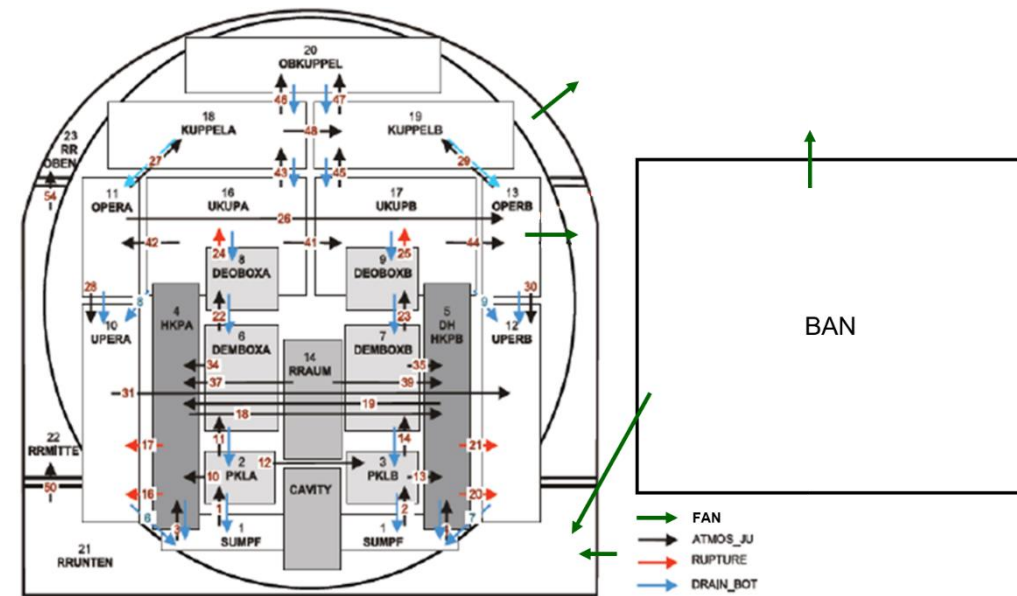 20
OBKUPPEL
46
47
18
KUPPELA
19
KUPPELB
48
23
RR
OBEN
27
29
43
45
54
11
OPERA
16
UKUPA
17
UKUPB
13
OPERB
26
42
41
44
24
25
8
DEOBOXA
9
DEOBOXB
28
8
9
30
10
UPERA
4
HKPA
5
DH
HKPB
12
UPERB
22
23
6
DEMBOXA
7
DEMBOXB
14
RRAUM
34
35
37
39
31
19
18
BAN
22
RRMITTE
11
14
17
21
12
2
PKLA
3
PKLB
10
13
CAVITY
50
16
20
1
2
6
7
3
1
SUMPF
1
SUMPF
21
RRUNTEN
FAN
ATMOS_JU
RUPTURE
DRAIN_BOT